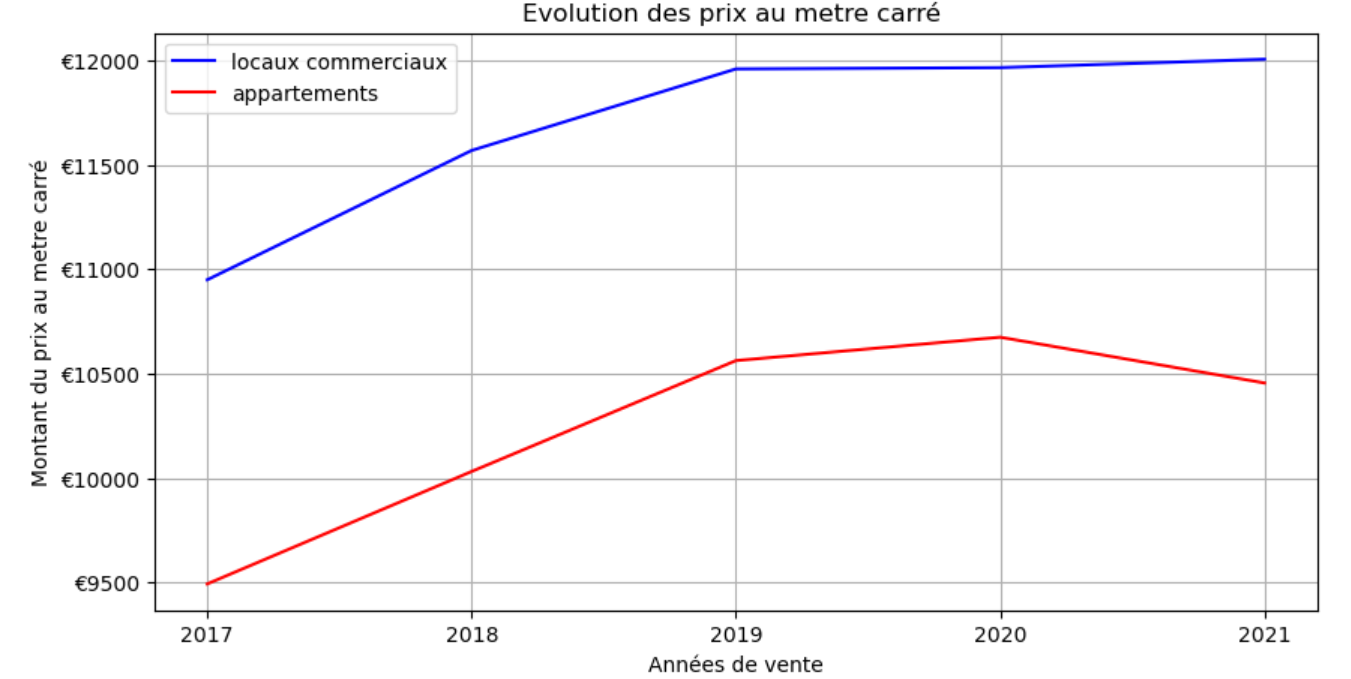 Evolution des prix au metre carré
locaux commerciaux
appartements
Montant du prix au metre carré
€12000
€11500
€11000
€10500
€10000
€9500
2017 2018 2019 2020 2021
Années de vente